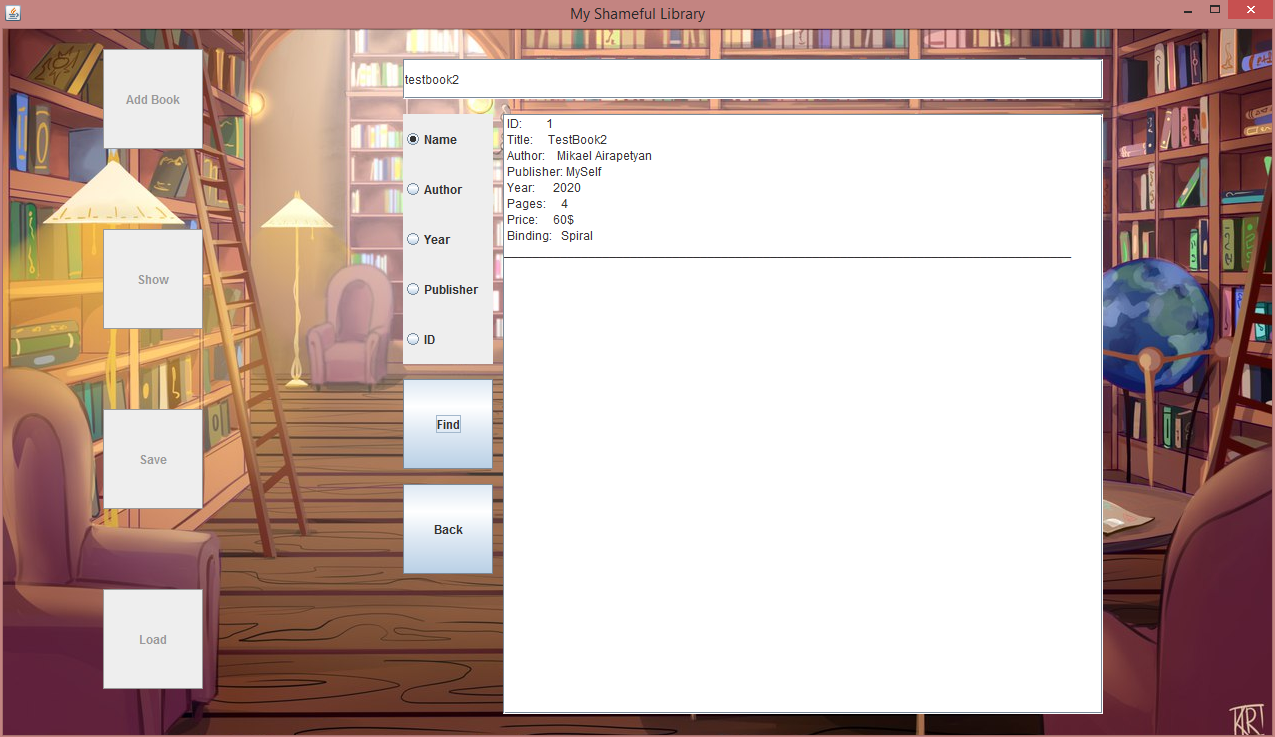 My Shameful Library
Add Book
Show
Save
Load
testbook2
Name
Author
Year
Publisher
ID
Find
Back
ID: 1
Title: TestBook2
Author: Mikael Airapetyan
Publisher: MySelf
Year: 2020
Pages: 4
Price: 60$
Binding: Spiral